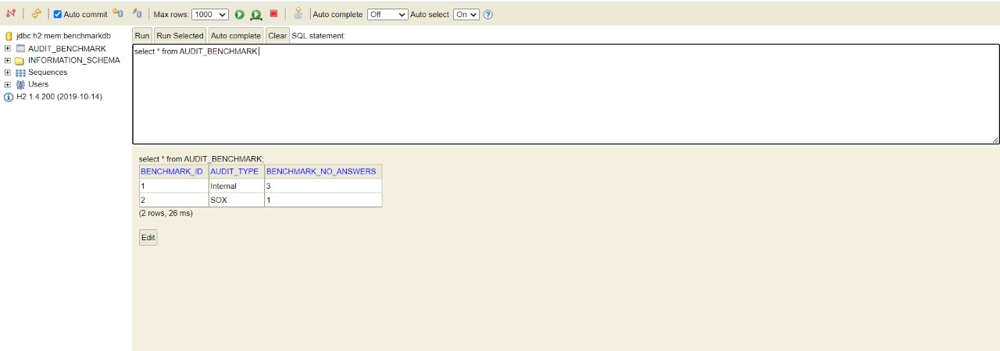 Auto commit Max rows: 1000 Auto complete Off Auto select On ?
jdbc:h2:mem:benchmarkdb
AUDIT_BENCHMARK
INFORMATION_SCHEMA
Sequences
Users
H2 1.4.200 (2019-10-14)
Run Run Selected Auto complete Clear SQL statement:
select * from AUDIT_BENCHMARK
select * from AUDIT_BENCHMARK;
BENCHMARK_ID AUDIT_TYPE BENCHMARK_NO_ANSWERS
1 Internal 3
2 SOX 1
(2 rows, 26 ms)
Edit